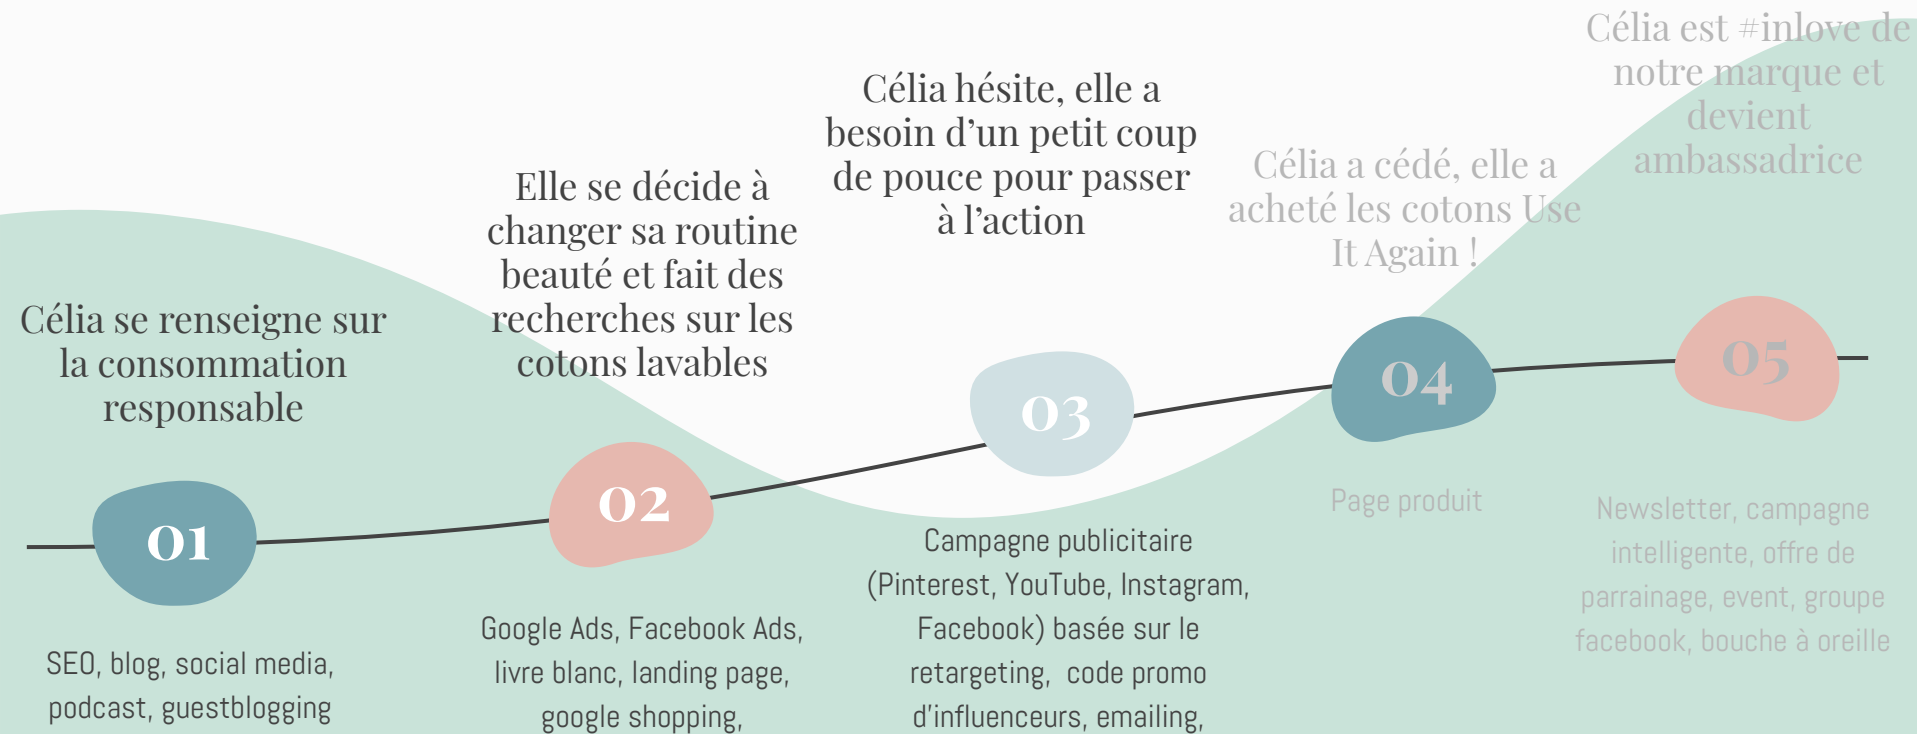 Célia se renseigne sur
la consommation
responsable
01
SEO, blog, social media,
podcast, guestblogging
Elle se décide à
changer sa routine
beauté et fait des
recherches sur les
cotons lavables
02
Google Ads, Facebook Ads,
livre blanc, landing page,
google shopping,
Célia hésite, elle a
besoin d’un petit coup
de pouce pour passer
à l’action
03
Campagne publicitaire
(Pinterest, YouTube, Instagram,
Facebook) basée sur le
retargeting, code promo
d’influenceurs, emailing,
Célia a cédé, elle a
acheté les cotons Use
It Again !
04
Page produit
Célia est #inlove de
notre marque et
devient
ambassadrice
05
Newsletter, campagne
intelligente, offre de
parrainage, event, groupe
facebook, bouche à oreille